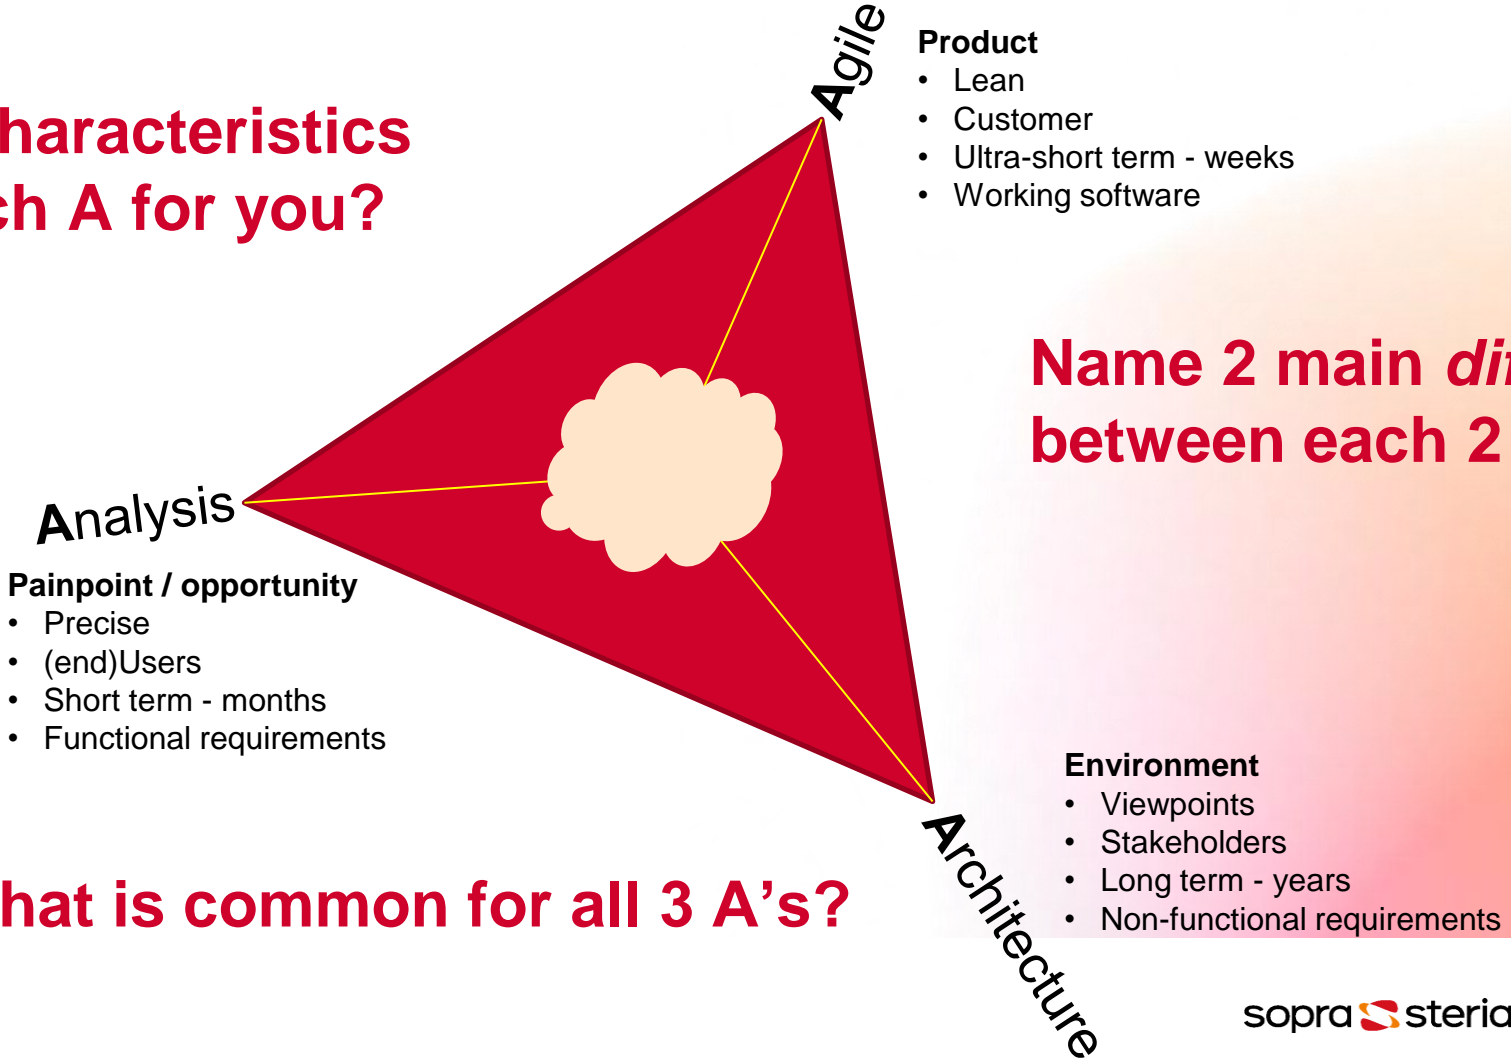 Agile
Product
• Lean
• Customer
• Ultra-short term - weeks
• Working software
haracteristics
ch A for you?
Name 2 main
between each 2
Analysis
Painpoint / opportunity
• Precise
• (end)Users
• Short term - months
• Functional requirements
Environment
• Viewpoints
• Stakeholders
• Long term - years
• Non-functional requirements
hat is common for all 3 A’s?
Architecture
sopra steria